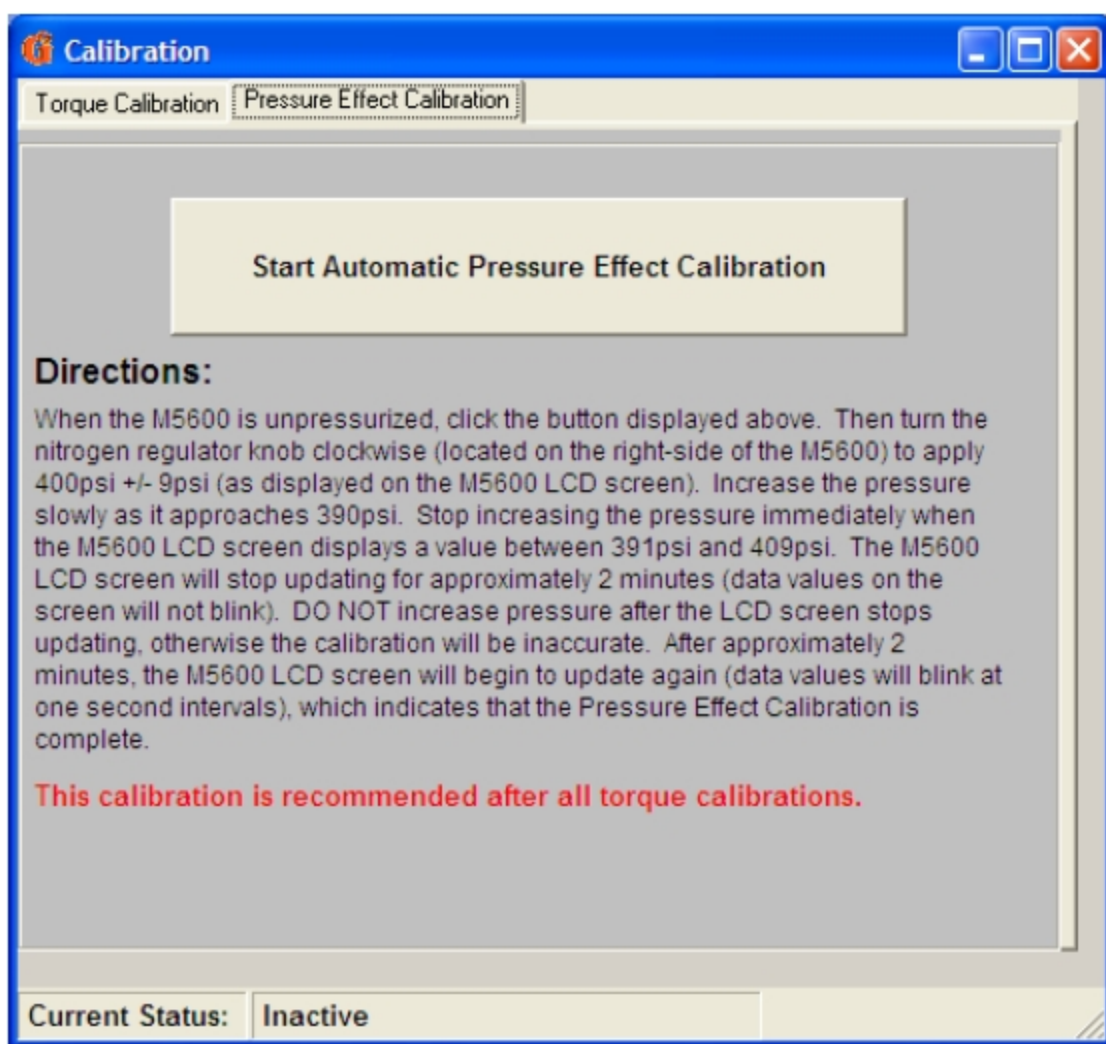 Calibration
Torque Calibration Pressure Effect Calibration
Start Automatic Pressure Effect Calibration
Directions:
When the M5600 is unpressurized, click the button displayed above. Then turn the
nitrogen regulator knob clockwise (located on the right-side of the M5600) to apply
400psi +/- 9psi (as displayed on the M5600 LCD screen). Increase the pressure
slowly as it approaches 390psi. Stop increasing the pressure immediately when
the M5600 LCD screen displays a value between 391psi and 409psi. The M5600
LCD screen will stop updating for approximately 2 minutes (data values on the
screen will not blink). DO NOT increase pressure after the LCD screen stops
updating, otherwise the calibration will be inaccurate. After approximately 2
minutes, the M5600 LCD screen will begin to update again (data values will blink at
one second intervals), which indicates that the Pressure Effect Calibration is
complete.
This calibration is recommended after all torque calibrations.
Current Status: Inactive